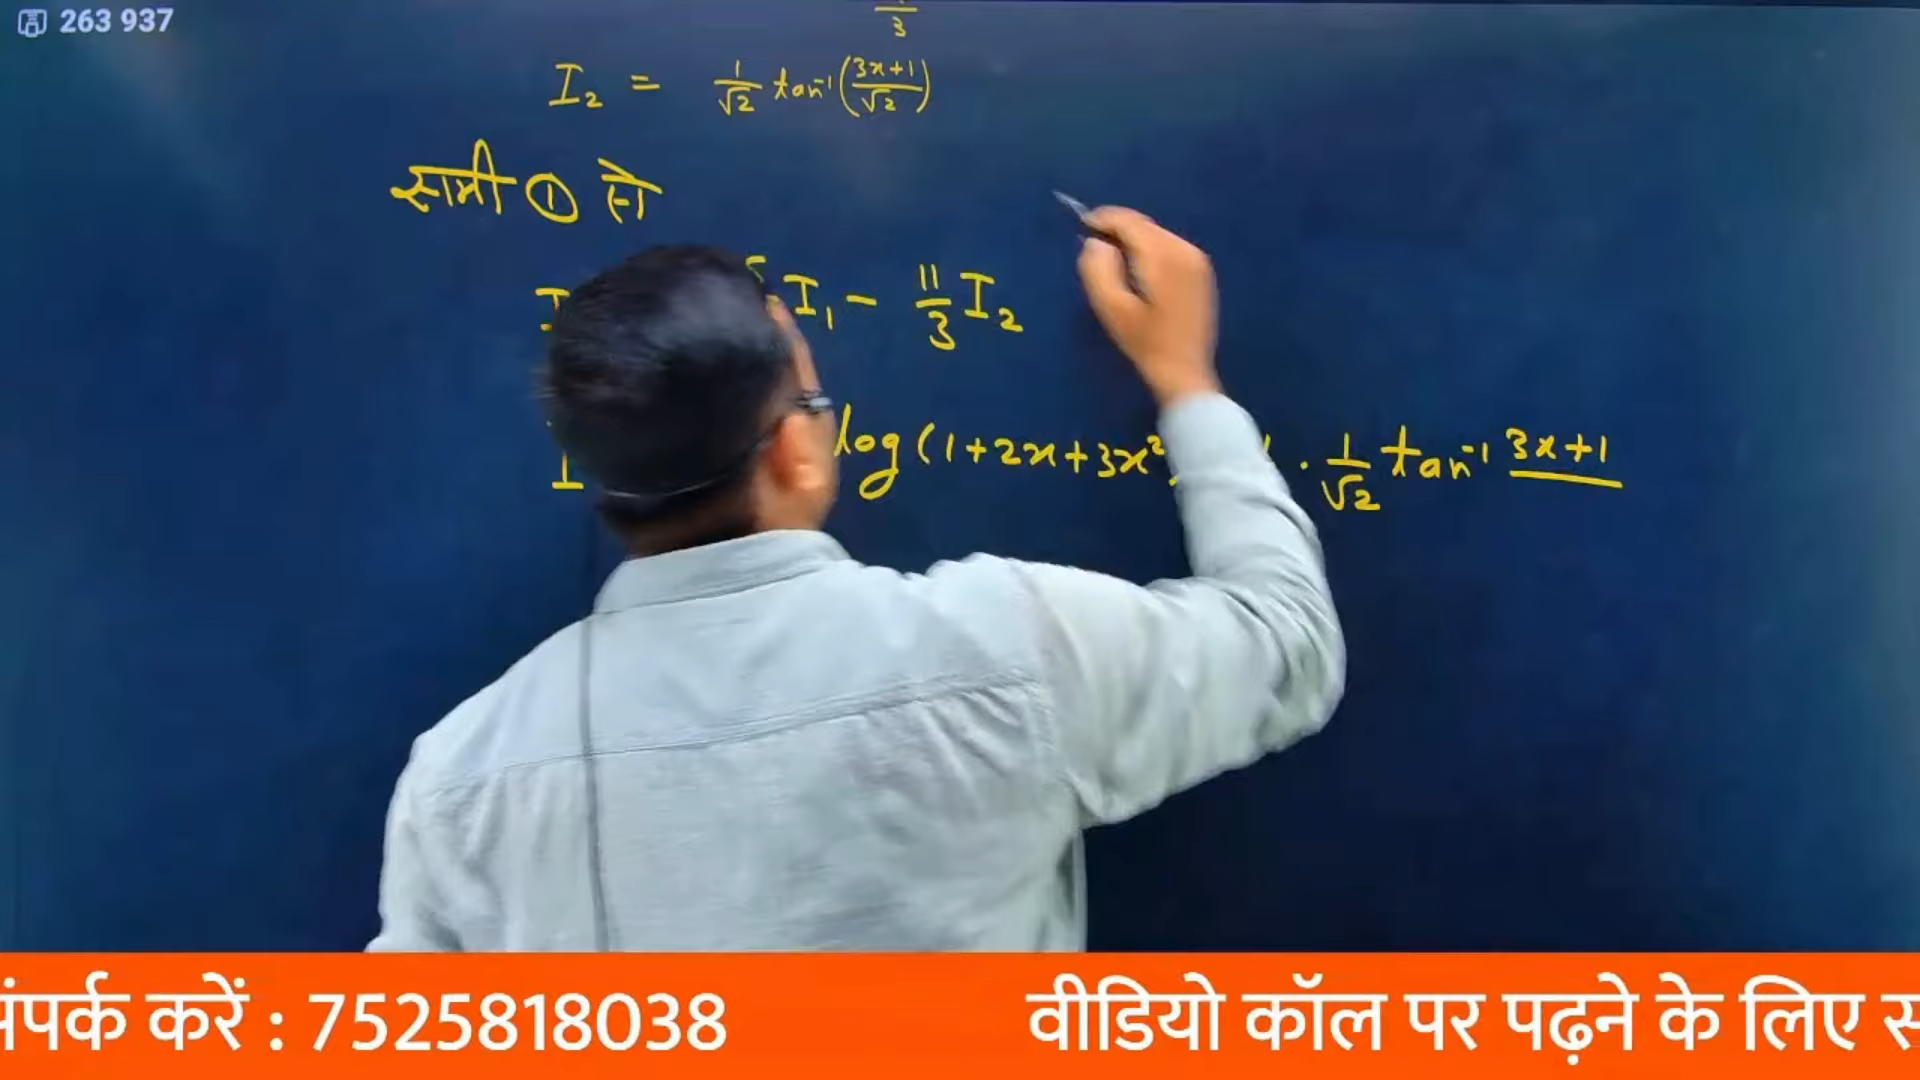 263 937
3
I₂ = 1/√2 tan⁻¹((3x+1)/√2)
समी ① से
I₁ - 11/3 I₂
I log (1+2x+3x² . 1/√2 tan⁻¹ 3x+1
संपर्क करें : 7525818038 वीडियो कॉल पर पढ़ने के लिए